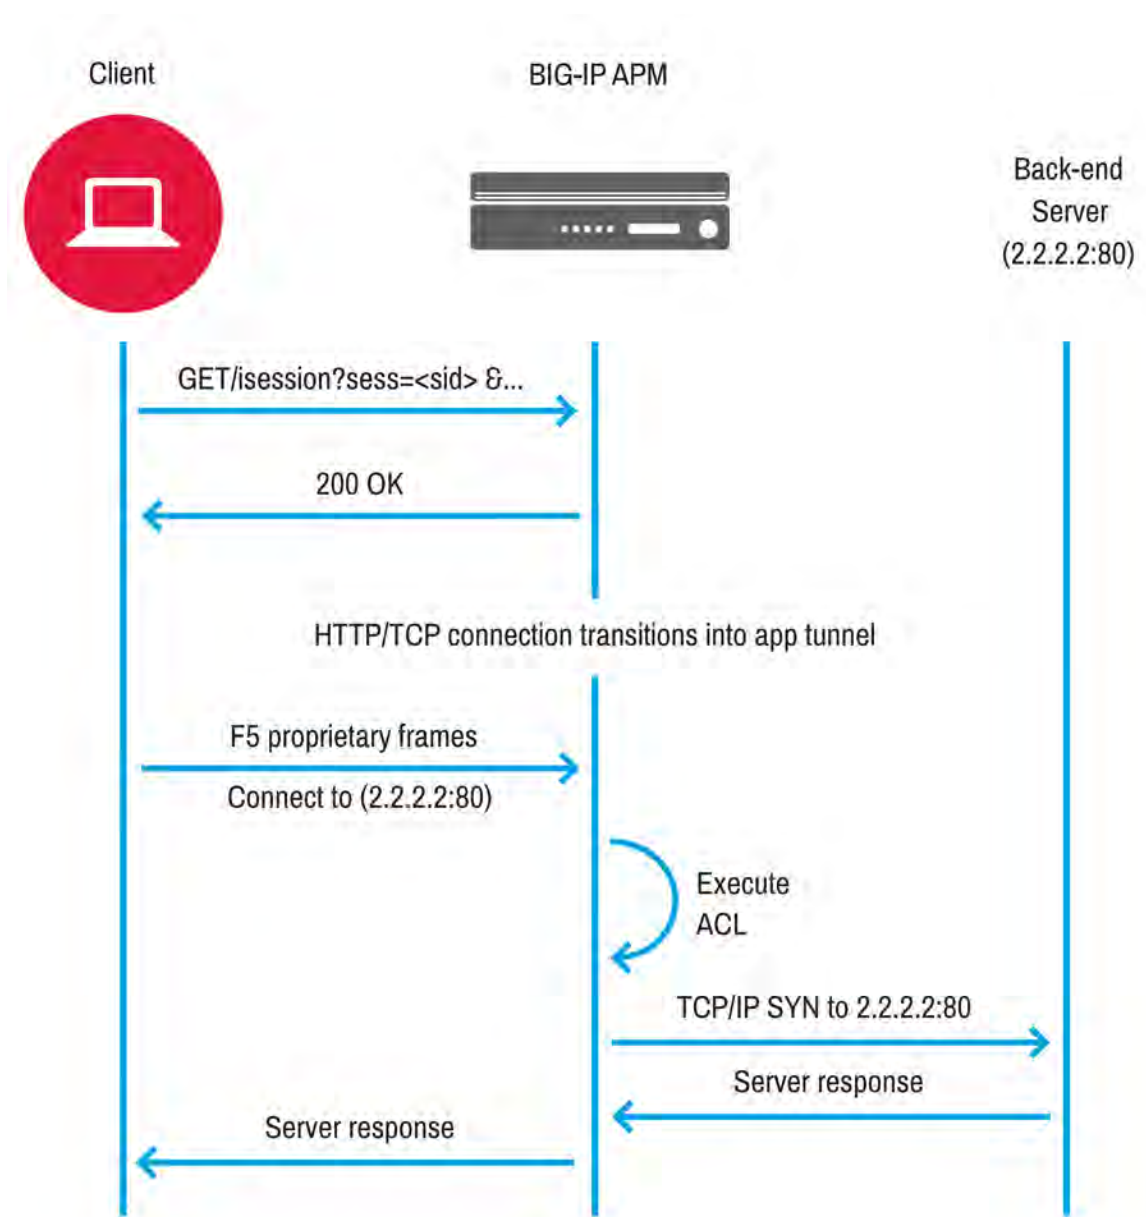 Client
BIG-IP APM
Back-end
Server
(2.2.2.2:80)
GET/isession?sess=<sid> &...
200 OK
HTTP/TCP connection transitions into app tunnel
F5 proprietary frames
Connect to (2.2.2.2:80)
Execute
ACL
TCP/IP SYN to 2.2.2.2:80
Server response
Server response